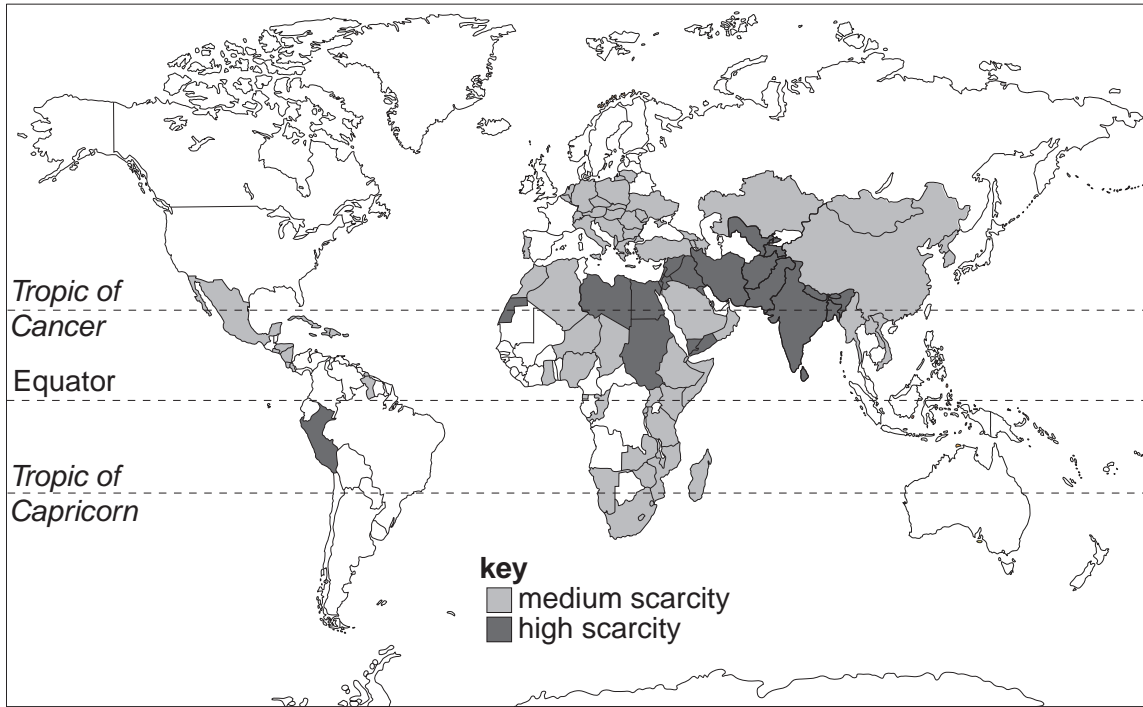 Tropic of
Cancer
Equator
Tropic of
Capricorn
key
medium scarcity
high scarcity